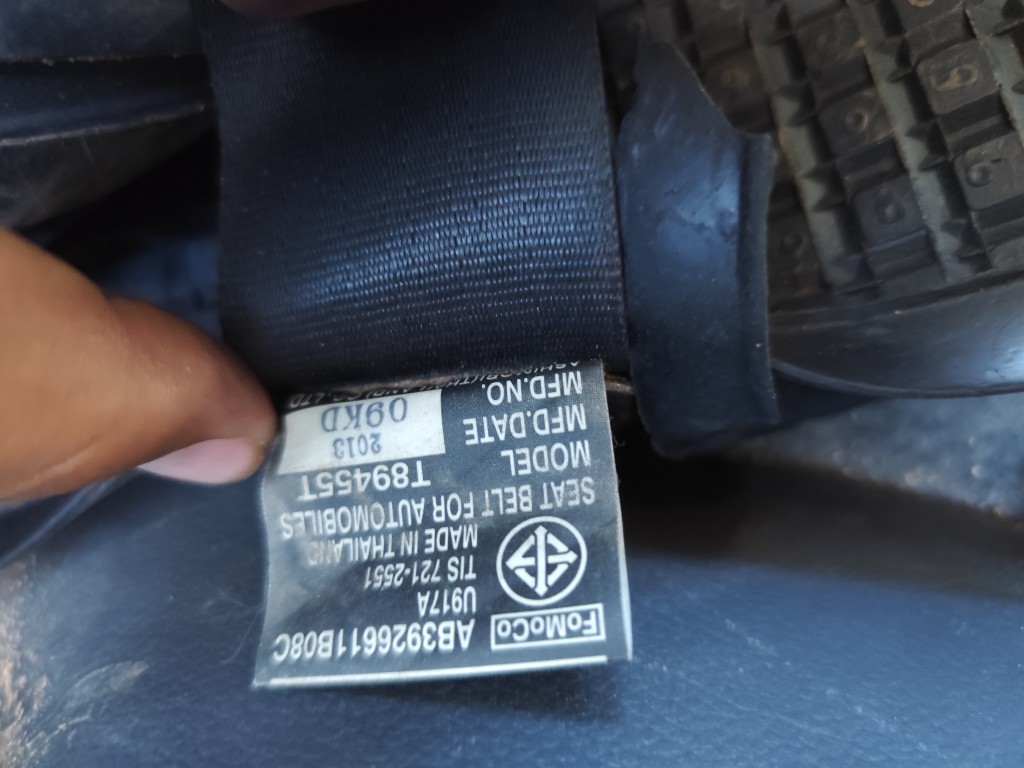 FoMoCo AB3926611B08C
U917A
TIS 721-2551
MADE IN THAILAND
SEAT BELT FOR AUTOMOBILES
MODEL T89455T
MFD.DATE 2013
MFD.NO. 09KD